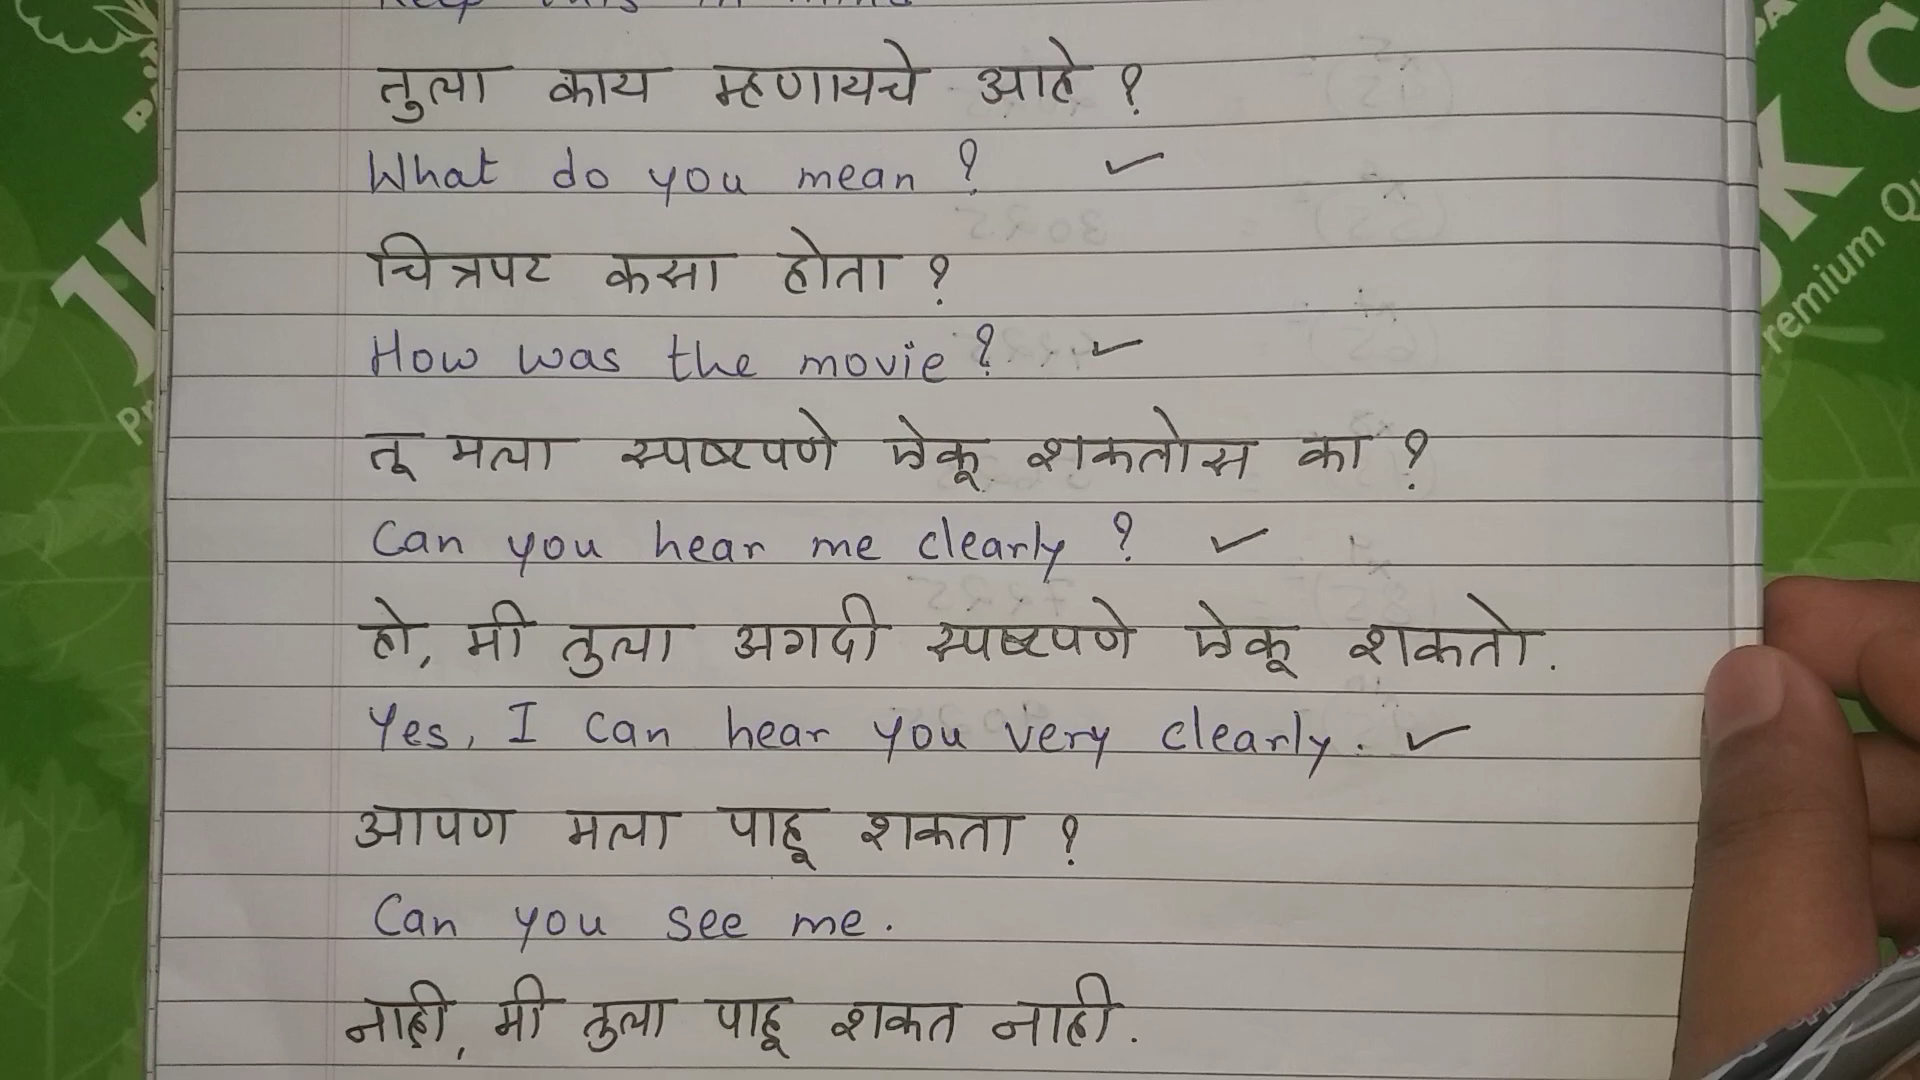 तुला काय म्हणायचे आहे ?
What do you mean ?
चित्रपट कसा होता ?
How was the movie ?
तू मला स्पष्टपणे ऐकू शकतोस का ?
Can you hear me clearly ?
हो, मी तुला अगदी स्पष्टपणे ऐकू शकतो.
Yes, I can hear you very clearly.
आपण मला पाहू शकता ?
Can you see me.
नाही, मी तुला पाहू शकत नाही.